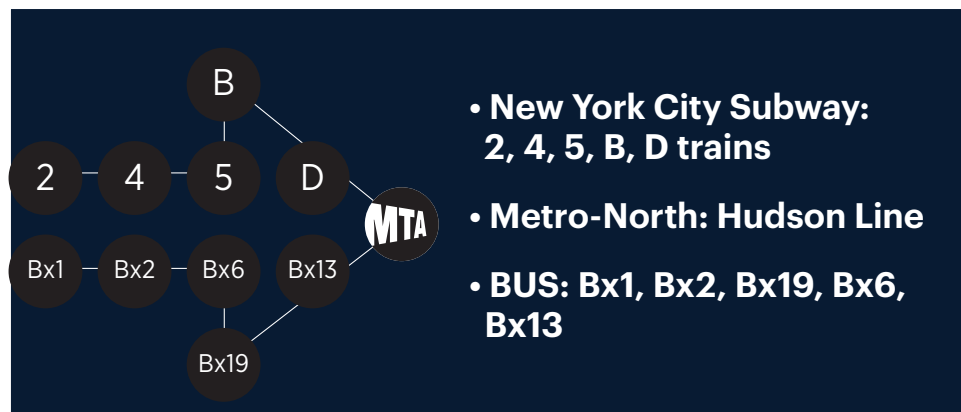 B
2
4
5
D
MTA
Bx1
Bx2
Bx6
Bx13
Bx19
• New York City Subway:
2, 4, 5, B, D trains
• Metro-North: Hudson Line
• BUS: Bx1, Bx2, Bx19, Bx6,
Bx13